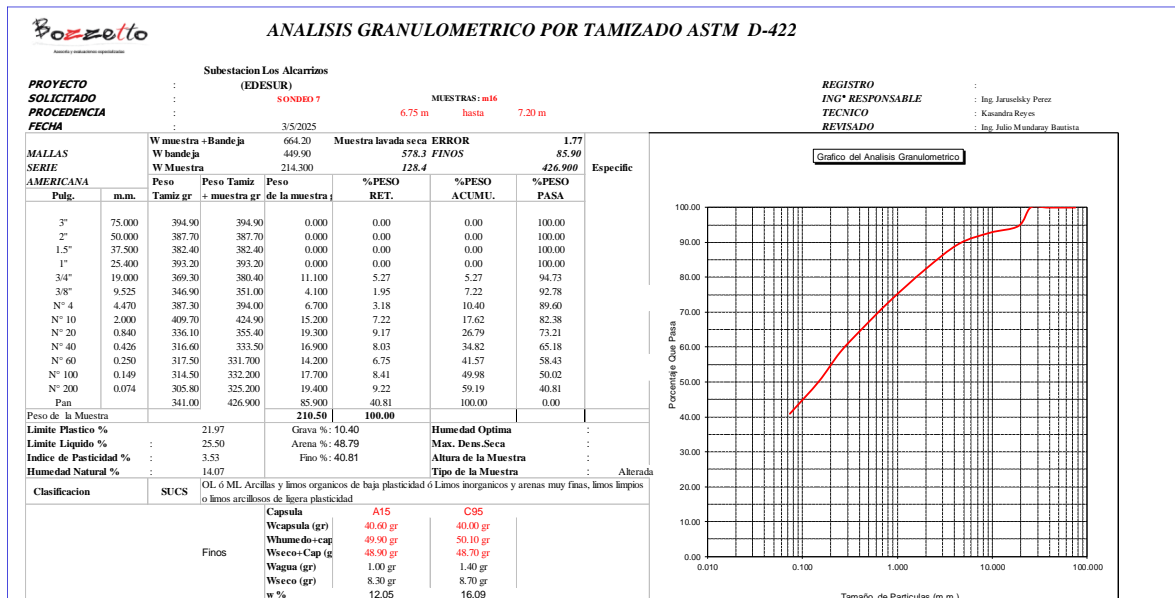 Bozzetto
ANALISIS GRANULOMETRICO POR TAMIZADO ASTM D-422
Asesoria y evaluaciones especializadas
Subestacion Los Alcarrizos
PROYECTO : (EDESUR) REGISTRO :
SOLICITADO : SONDEO 7 MUESTRAS: m16 INGº RESPONSABLE : Ing. Jaruselsky Perez
PROCEDENCIA : 6.75 m hasta 7.20 m TECNICO : Kasandra Reyes
FECHA : 3/5/2025 REVISADO : Ing. Julio Mundaray Bautista
W muestra +Bandeja 664.20 Muestra lavada seca ERROR 1.77
MALLAS W bandeja 449.90 578.3 FINOS 85.90
SERIE W Muestra 214.300 128.4 426.900 Especific
AMERICANA Peso Peso Tamiz Peso %PESO %PESO %PESO
Pulg. m.m. Tamiz gr + muestra gr de la muestra g RET. ACUMU. PASA
3" 75.000 394.90 394.90 0.000 0.00 0.00 100.00
2" 50.000 387.70 387.70 0.000 0.00 0.00 100.00
1.5" 37.500 382.40 382.40 0.000 0.00 0.00 100.00
1" 25.400 393.20 393.20 0.000 0.00 0.00 100.00
3/4" 19.000 369.30 380.40 11.100 5.27 5.27 94.73
3/8" 9.525 346.90 351.00 4.100 1.95 7.22 92.78
N° 4 4.470 387.30 394.00 6.700 3.18 10.40 89.60
N° 10 2.000 409.70 424.90 15.200 7.22 17.62 82.38
N° 20 0.840 336.10 355.40 19.300 9.17 26.79 73.21
N° 40 0.426 316.60 333.50 16.900 8.03 34.82 65.18
N° 60 0.250 317.50 331.700 14.200 6.75 41.57 58.43
N° 100 0.149 314.50 332.200 17.700 8.41 49.98 50.02
N° 200 0.074 305.80 325.200 19.400 9.22 59.19 40.81
Pan 341.00 426.900 85.900 40.81 100.00 0.00
Peso de la Muestra 210.50 100.00
Limite Plastico % 21.97 Grava %: 10.40 Humedad Optima :
Limite Liquido % : 25.50 Arena %: 48.79 Max. Dens.Seca :
Indice de Pasticidad % : 3.53 Fino %: 40.81 Altura de la Muestra :
Humedad Natural % : 14.07 Tipo de la Muestra : Alterada
Clasificacion SUCS OL ó ML Arcillas y limos organicos de baja plasticidad ó Limos inorganicos y arenas muy finas, limos limpios
o limos arcillosos de ligera plasticidad
Capsula A15 C95
Wcapsula (gr) 40.60 gr 40.00 gr
Whumedo+cap 49.90 gr 50.10 gr
Finos Wseco+Cap (g 48.90 gr 48.70 gr
Wagua (gr) 1.00 gr 1.40 gr
Wseco (gr) 8.30 gr 8.70 gr
w % 12.05 16.09
Grafico del Analisis Granulometrico
Porcentaje Que Pasa
100.00
90.00
80.00
70.00
60.00
50.00
40.00
30.00
20.00
10.00
0.00
0.010 0.100 1.000 10.000 100.000
Tamaño de Particulas (m.m.)